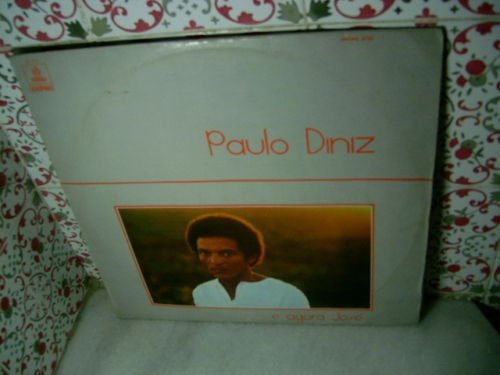 Paulo Diniz
e agora José